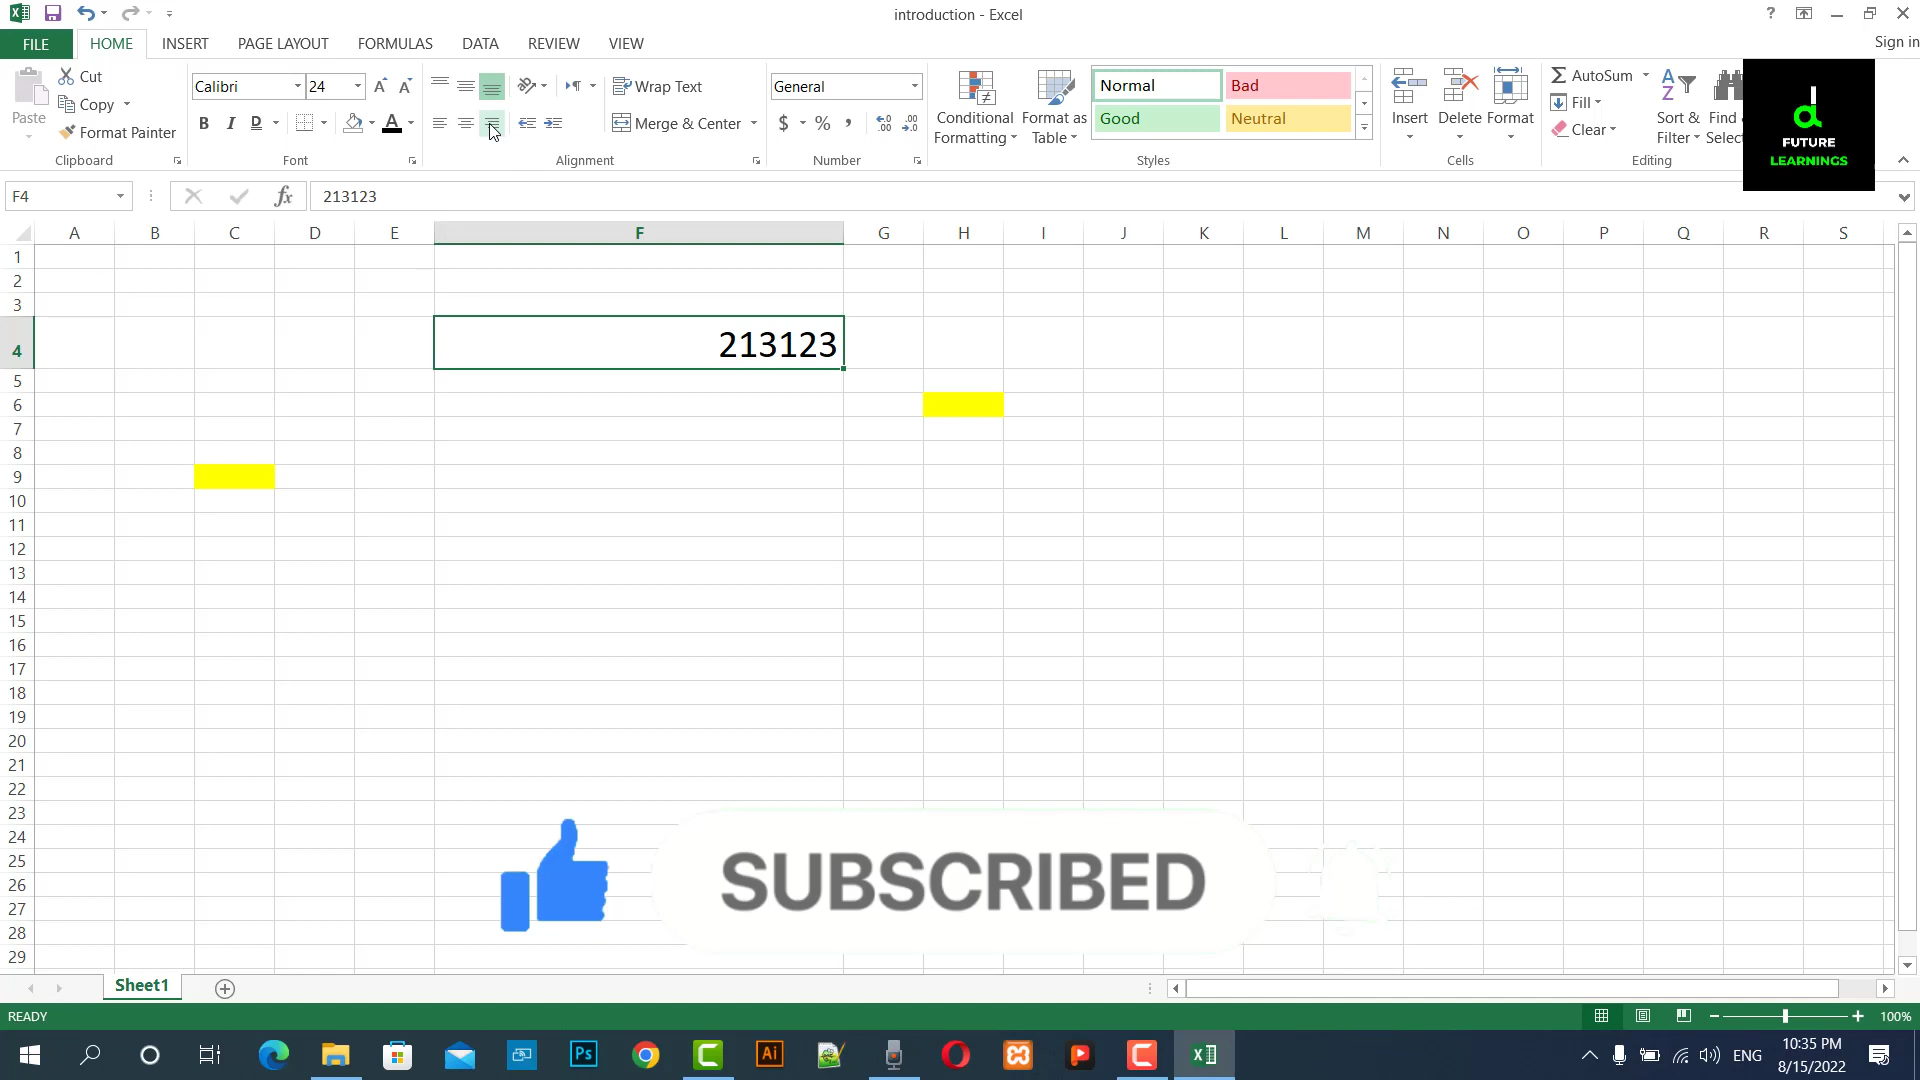 introduction - Excel
Sign in
FILE HOME INSERT PAGE LAYOUT FORMULAS DATA REVIEW VIEW
Paste
Cut
Copy
Format Painter
Clipboard
Calibri 24
B I D A
Font
Wrap Text
Merge & Center
Alignment
General
$ % ,
Number
Conditional Formatting
Format as Table
Normal Bad
Good Neutral
Styles
Insert Delete Format
Cells
AutoSum
Fill
Clear
Sort & Filter
Find
Selec
Editing
FUTURE
LEARNINGS
F4 fx 213123
A B C D E F G H I J K L M N O P Q R S
1
2
3
4 213123
5
6
7
8
9
10
11
12
13
14
15
16
17
18
19
20
21
22
23
24
25
26
27
28
29
SUBSCRIBED
Sheet1
READY
100%
Ps
Ai
ENG
10:35 PM
8/15/2022